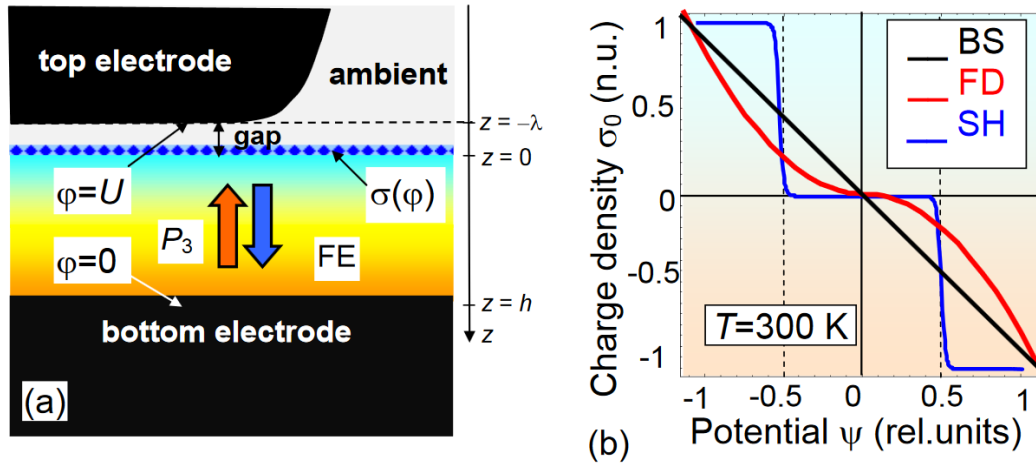 top electrode
ambient
gap
z = −λ
z = 0
φ=U
σ(φ)
P3
FE
φ=0
z = h
bottom electrode
z
(a)
Charge density σ0 (n.u.)
1
0.5
0
-0.5
-1
BS
FD
SH
T=300 K
-1
-0.5
0
0.5
1
Potential ψ (rel.units)
(b)